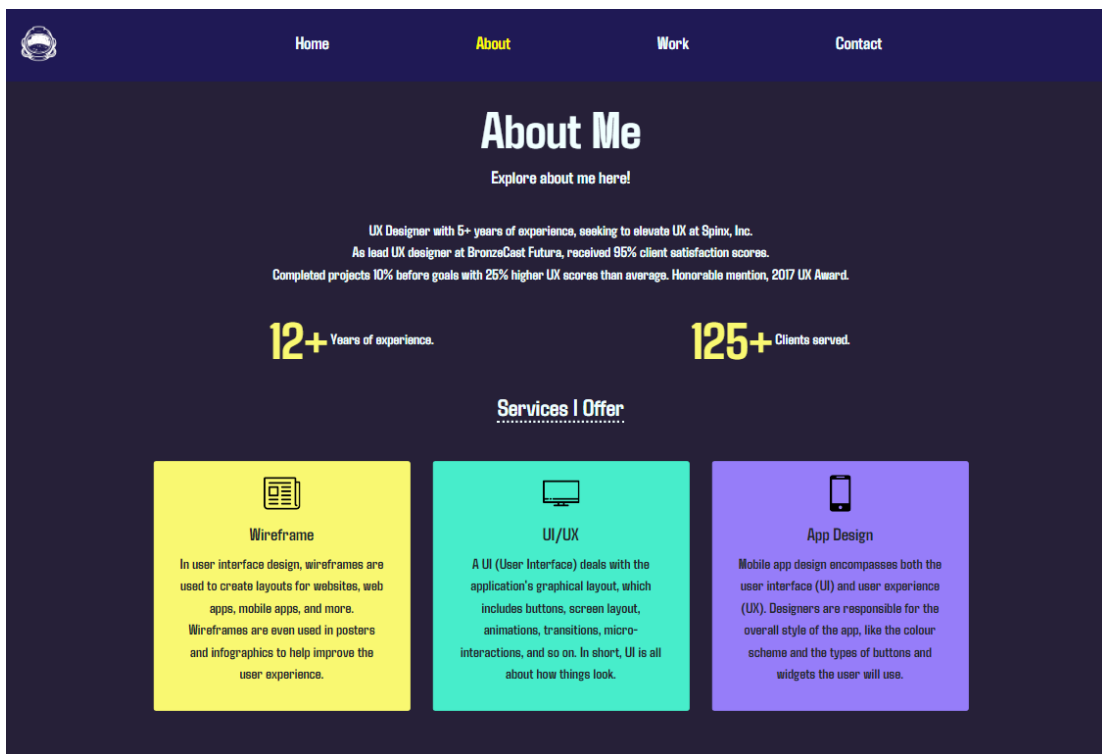 Home About Work Contact
About Me
Explore about me here!
UX Designer with 5+ years of experience, seeking to elevate UX at Spinx, Inc.
As lead UX designer at BronzeCast Futura, received 95% client satisfaction scores.
Completed projects 10% before goals with 25% higher UX scores than average. Honorable mention, 2017 UX Award.
12+ Years of experience.
125+ Clients served.
Services I Offer
Wireframe
In user interface design, wireframes are
used to create layouts for websites, web
apps, mobile apps, and more.
Wireframes are even used in posters
and infographics to help improve the
user experience.
UI/UX
A UI (User Interface) deals with the
application's graphical layout, which
includes buttons, screen layout,
animations, transitions, micro-
interactions, and so on. In short, UI is all
about how things look.
App Design
Mobile app design encompasses both the
user interface (UI) and user experience
(UX). Designers are responsible for the
overall style of the app, like the colour
scheme and the types of buttons and
widgets the user will use.